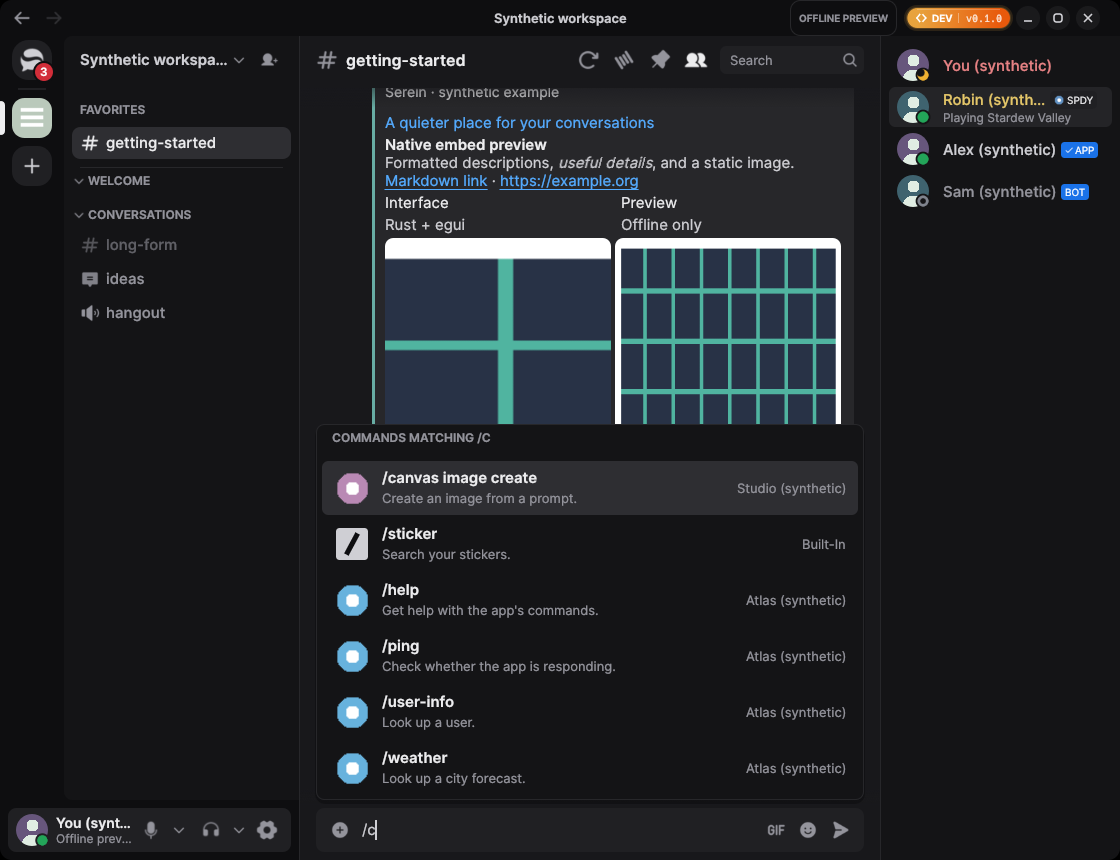 Synthetic workspace
OFFLINE PREVIEW
DEV
v0.1.0
3
Synthetic workspa...
FAVORITES
getting-started
WELCOME
CONVERSATIONS
long-form
ideas
hangout
You (synt...
Offline prev...
getting-started
Search
Serein · synthetic example
A quieter place for your conversations
Native embed preview
Formatted descriptions, useful details, and a static image.
Markdown link · https://example.org
Interface
Preview
Rust + egui
Offline only
COMMANDS MATCHING /C
/canvas image create
Create an image from a prompt.
Studio (synthetic)
/sticker
Search your stickers.
Built-In
/help
Get help with the app's commands.
Atlas (synthetic)
/ping
Check whether the app is responding.
Atlas (synthetic)
/user-info
Look up a user.
Atlas (synthetic)
/weather
Look up a city forecast.
Atlas (synthetic)
/c
GIF
You (synthetic)
Robin (synth...
SPDY
Playing Stardew Valley
Alex (synthetic)
APP
Sam (synthetic)
BOT